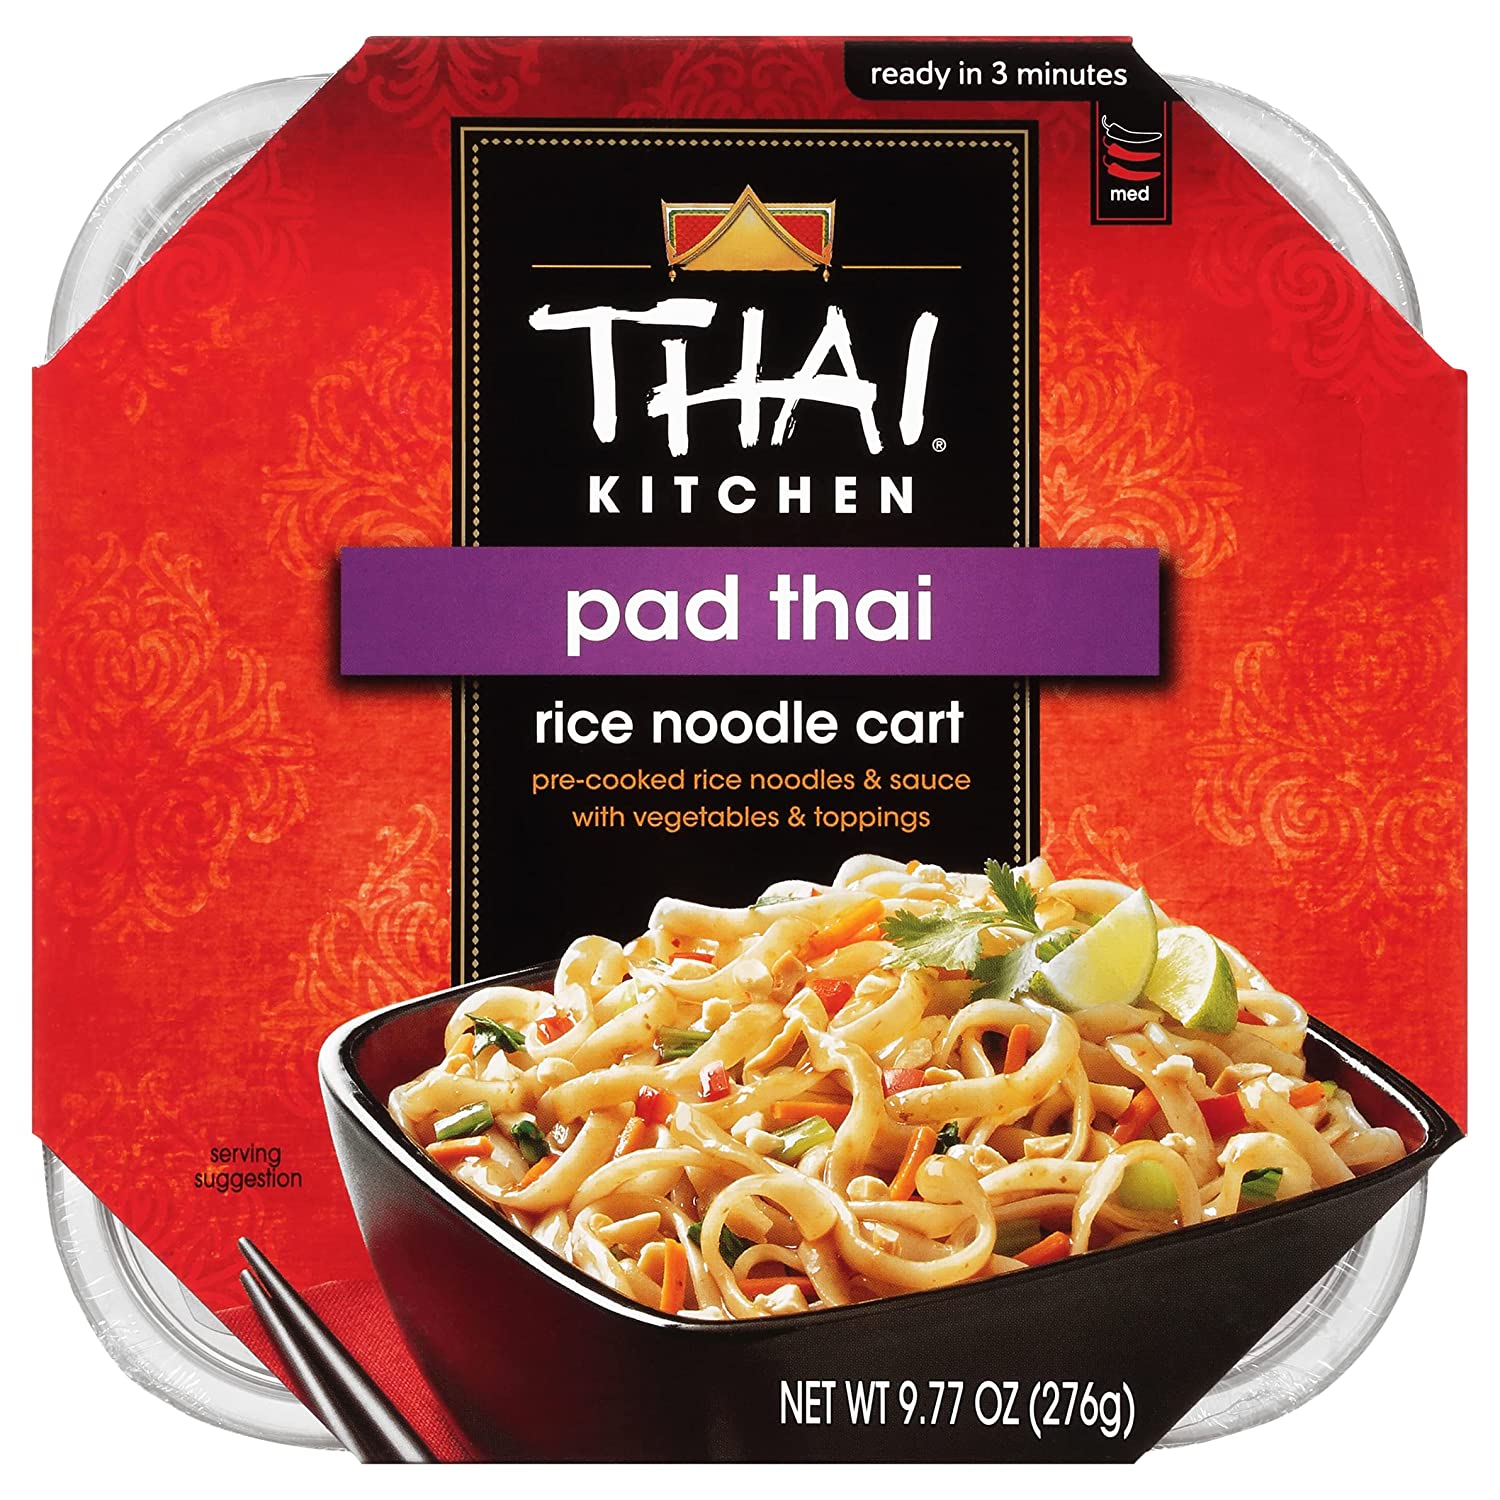 ready in 3 minutes
med
THAI®
KITCHEN
pad thai
rice noodle cart
pre-cooked rice noodles & sauce
with vegetables & toppings
serving
suggestion
NET WT 9.77 OZ (276g)